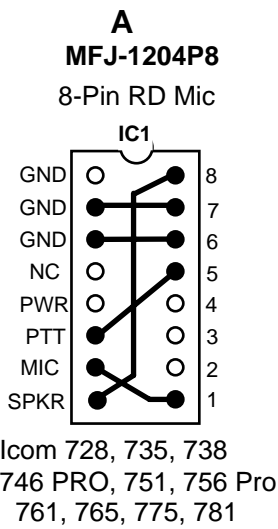 A
MFJ-1204P8
8-Pin RD Mic
IC1
GND 8
GND 7
GND 6
NC 5
PWR 4
PTT 3
MIC 2
SPKR 1
Icom 728, 735, 738
746 PRO, 751, 756 Pro
761, 765, 775, 781